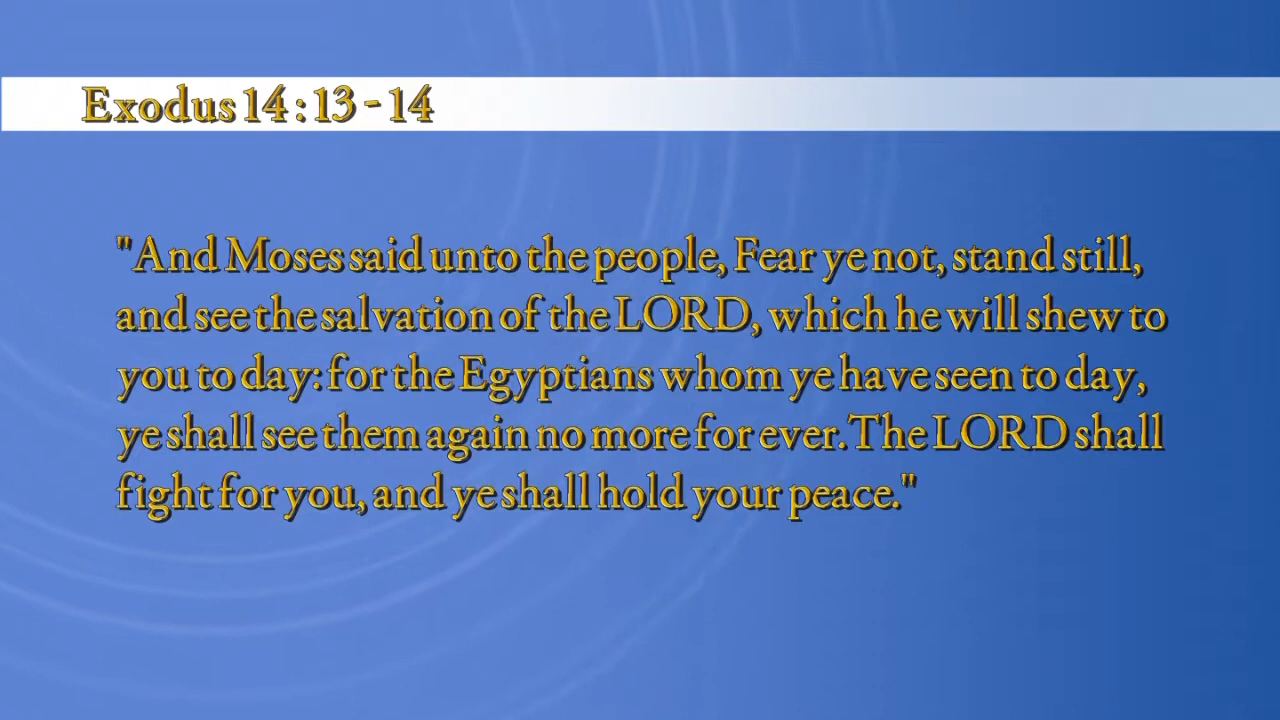 Exodus 14:13-14
"And Moses said unto the people, Fear ye not, stand still,
and see the salvation of the LORD, which he will shew to
you to day: for the Egyptians whom ye have seen to day,
ye shall see them again no more for ever. The LORD shall
fight for you, and ye shall hold your peace."